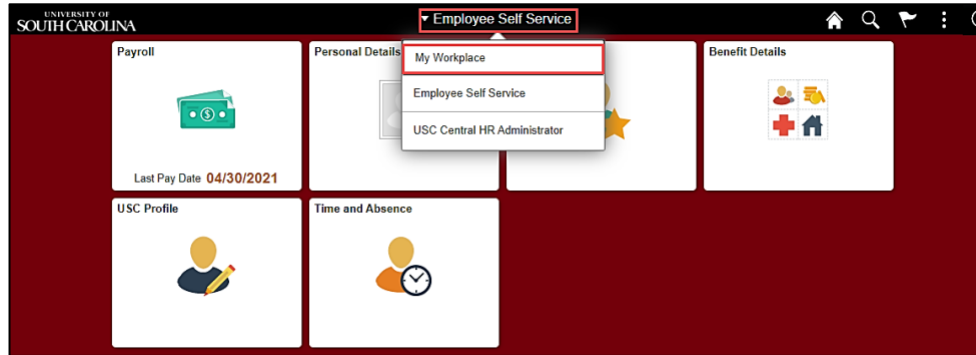 UNIVERSITY OF
SOUTH CAROLINA
Employee Self Service
Payroll
Personal Details
My Workplace
Employee Self Service
USC Central HR Administrator
Benefit Details
Last Pay Date 04/30/2021
USC Profile
Time and Absence